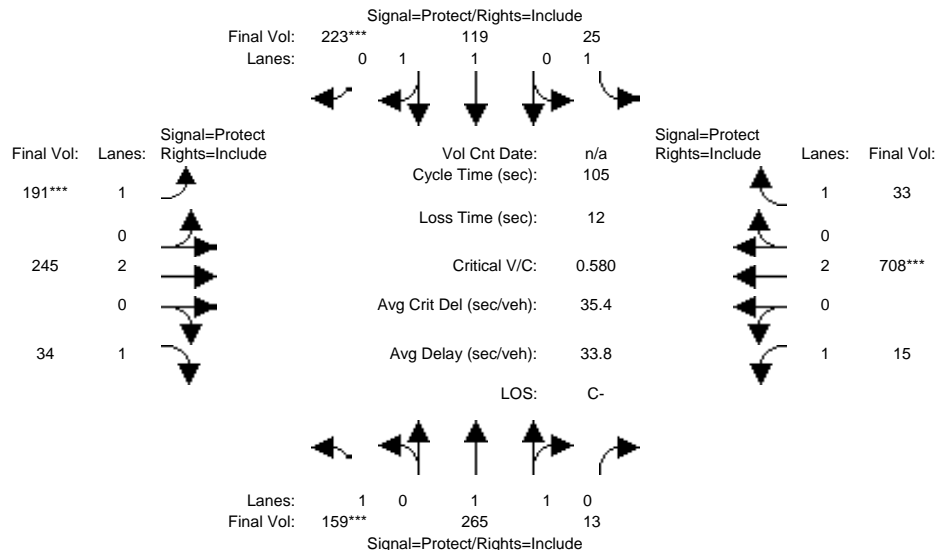 Signal=Protect/Rights=Include
Final Vol: 223*** 119 25
Lanes: 0 1 1 0 1
Signal=Protect Signal=Protect
Final Vol: Lanes: Rights=Include Vol Cnt Date: n/a Rights=Include Lanes: Final Vol:
Cycle Time (sec): 105
191*** 1 1 33
Loss Time (sec): 12
0 0
245 2 Critical V/C: 0.580 2 708***
0 Avg Crit Del (sec/veh): 35.4 0
34 1 Avg Delay (sec/veh): 33.8 1 15
LOS: C-
Lanes: 1 0 1 1 0
Final Vol: 159*** 265 13
Signal=Protect/Rights=Include